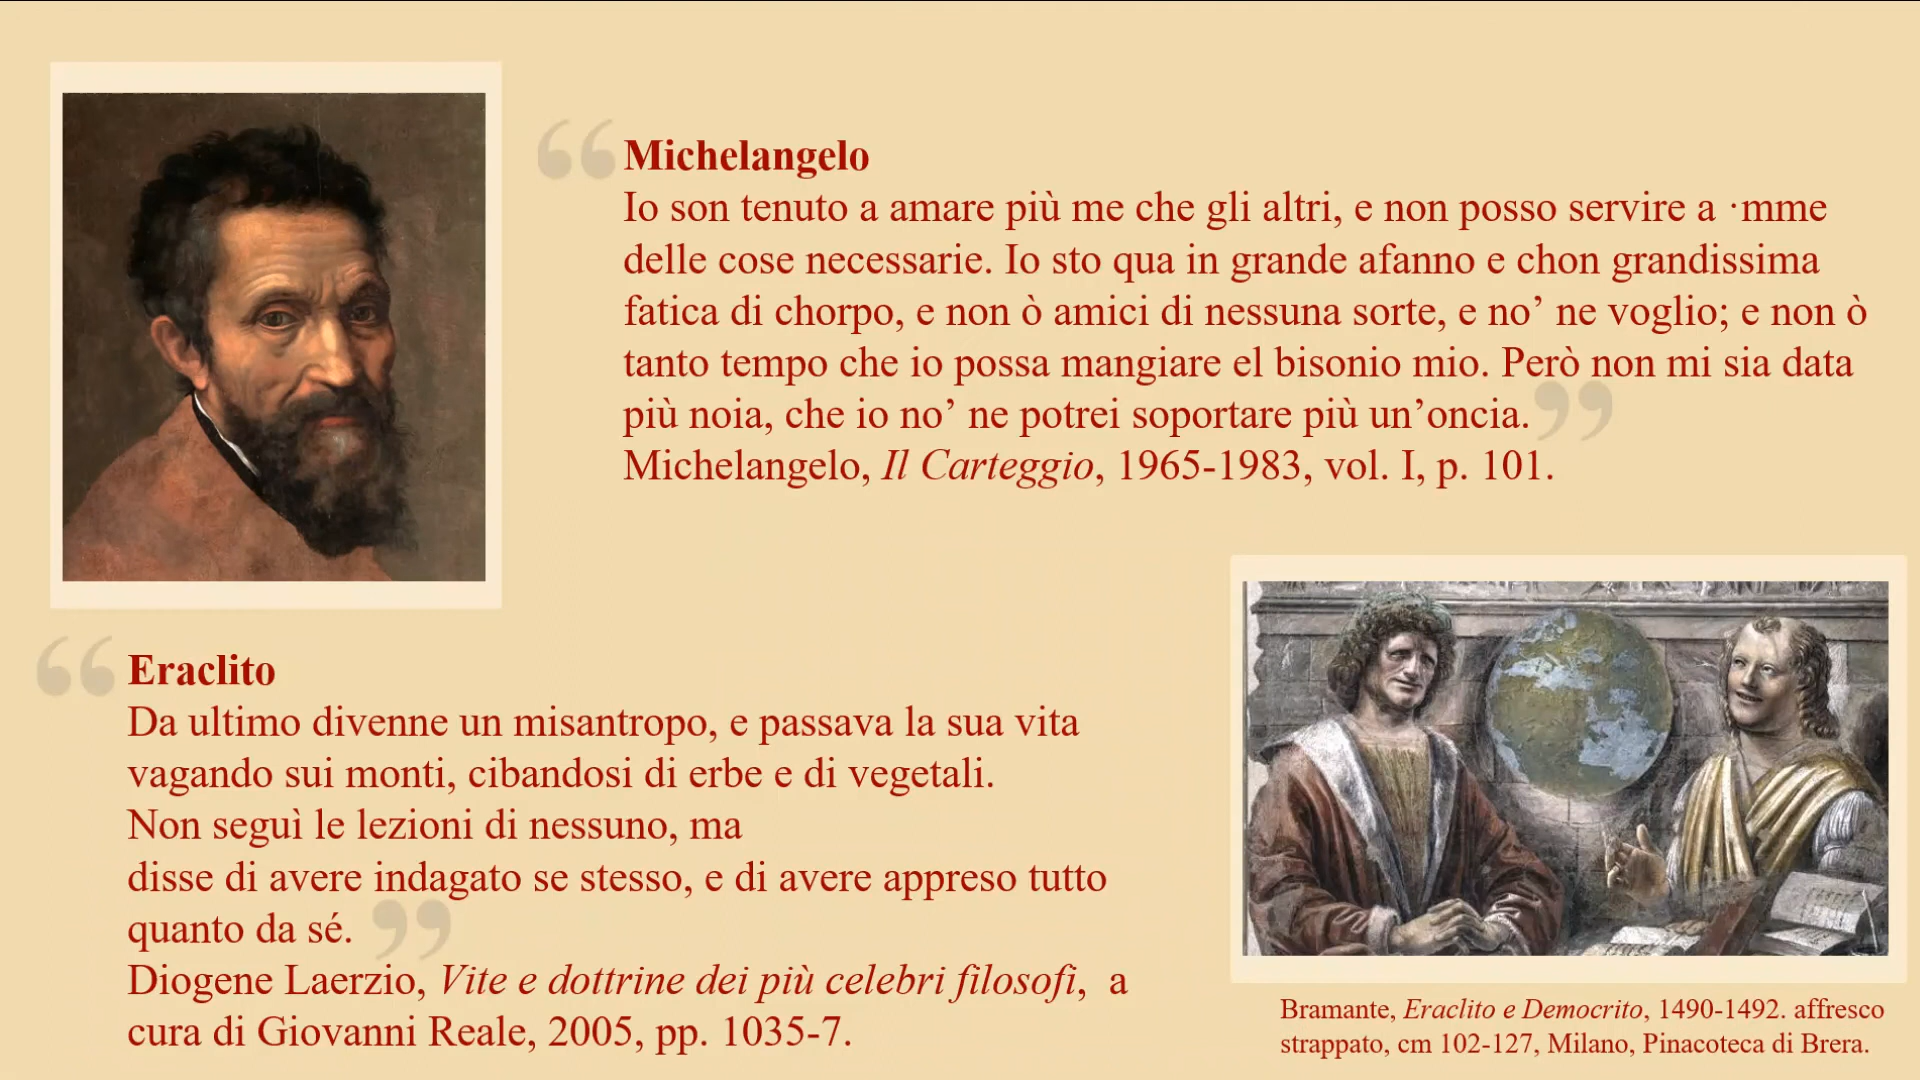 Michelangelo
Io son tenuto a amare più me che gli altri, e non posso servire a ·mme
delle cose necessarie. Io sto qua in grande afanno e chon grandissima
fatica di chorpo, e non ò amici di nessuna sorte, e no’ ne voglio; e non ò
tanto tempo che io possa mangiare el bisonio mio. Però non mi sia data
più noia, che io no’ ne potrei soportare più un’oncia.
Michelangelo, Il Carteggio, 1965-1983, vol. I, p. 101.
Eraclito
Da ultimo divenne un misantropo, e passava la sua vita
vagando sui monti, cibandosi di erbe e di vegetali.
Non seguì le lezioni di nessuno, ma
disse di avere indagato se stesso, e di avere appreso tutto
quanto da sé.
Diogene Laerzio, Vite e dottrine dei più celebri filosofi, a
cura di Giovanni Reale, 2005, pp. 1035-7.
Bramante, Eraclito e Democrito, 1490-1492. affresco
strappato, cm 102-127, Milano, Pinacoteca di Brera.